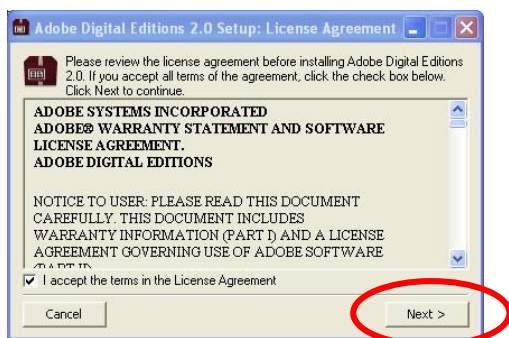 Adobe Digital Editions 2.0 Setup: License Agreement
Please review the license agreement before installing Adobe Digital Editions
2.0. If you accept all terms of the agreement, click the check box below.
Click Next to continue.
ADOBE SYSTEMS INCORPORATED
ADOBE® WARRANTY STATEMENT AND SOFTWARE
LICENSE AGREEMENT.
ADOBE DIGITAL EDITIONS
NOTICE TO USER: PLEASE READ THIS DOCUMENT
CAREFULLY. THIS DOCUMENT INCLUDES
WARRANTY INFORMATION (PART I) AND A LICENSE
AGREEMENT GOVERNING USE OF ADOBE SOFTWARE
(PART II)
I accept the terms in the License Agreement
Cancel
Next >